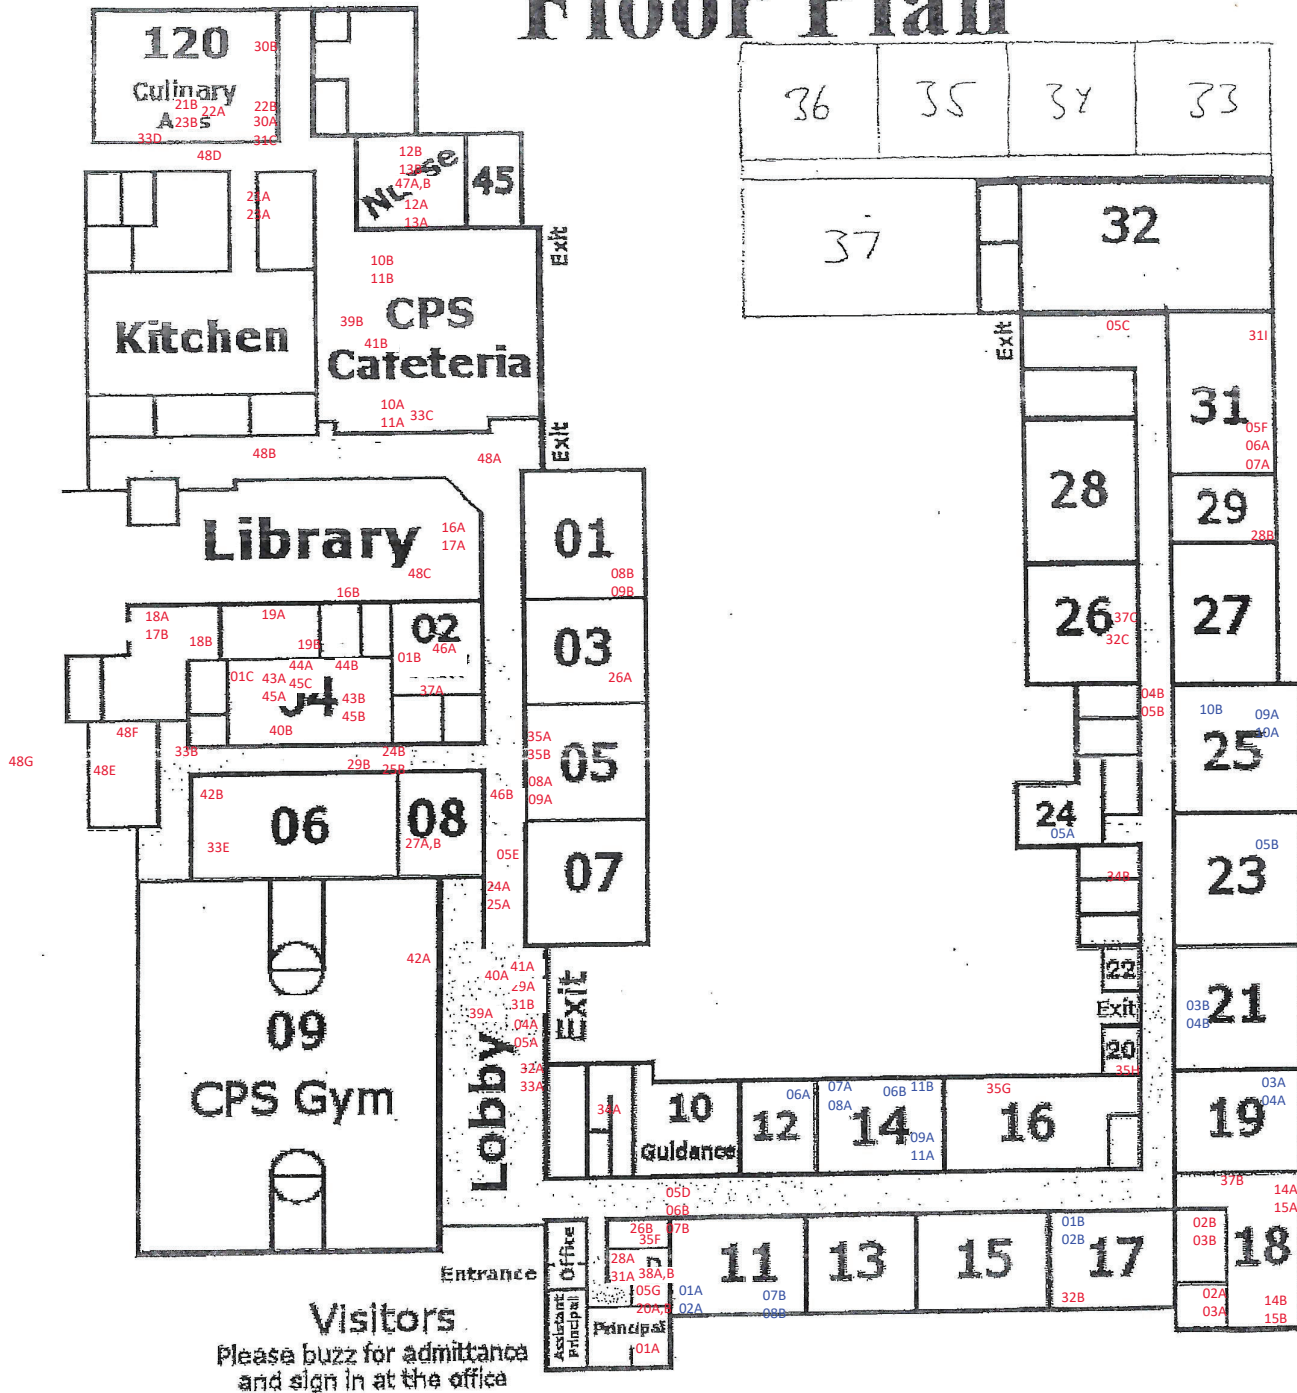 Floor Plan
120
30B
Culinary
21B
22A
22B
23B
30A
33D
31C
48D
36
35
34
33
12B
13B
Nurse
47A,B
12A
13A
45
21A
23A
Exit
37
32
10B
11B
CPS
39B
41B
Cafeteria
Kitchen
10A
11A
33C
Exit
05C
31I
Exit
31
05F
06A
07A
48B
48A
28
29
28B
Library
16A
17A
48C
16B
01
08B
09B
18A
17B
18B
19A
19B
02
46A
01B
03
26A
26
37C
32C
27
01C
43A
44A
44B
45C
45A
43B
45B
40B
37A
04B
05B
10B
09A
10A
25
48F
48G
48E
33B
29B
24B
25B
35A
35B
05
08A
09A
42B
06
33E
08
27A,B
46B
05E
24A
25A
07
24
05A
05B
23
34B
42A
41A
40A
29A
39A
31B
04A
05A
Exit
09
CPS Gym
Lobby
32A
33A
22
Exit
20
35H
03B
04B
21
34A
10
Guidance
06A
12
07A
08A
06B
11B
14
09A
11A
35G
16
03A
04A
19
37B
14A
15A
05D
06B
07B
26B
35F
28A
31A
38A,B
05G
20A,B
Office
Assistant
Principal
Principal
01A
01A
02A
11
07B
08B
13
15
01B
02B
17
32B
02B
03B
18
02A
03A
14B
15B
Entrance
Visitors
Please buzz for admittance
and sign in at the office